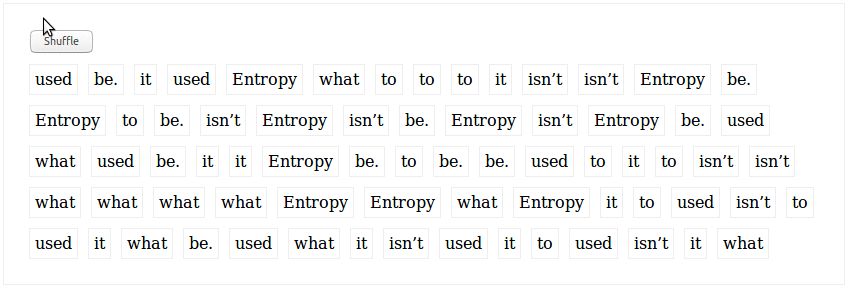 Shuffle
used be. it used Entropy what to to to it isn’t isn’t Entropy be.
Entropy to be. isn’t Entropy isn’t be. Entropy isn’t Entropy be. used
what used be. it it Entropy be. to be. be. used to it to isn’t isn’t
what what what what Entropy Entropy what Entropy it to used isn’t to
used it what be. used what it isn’t used it to used isn’t it what